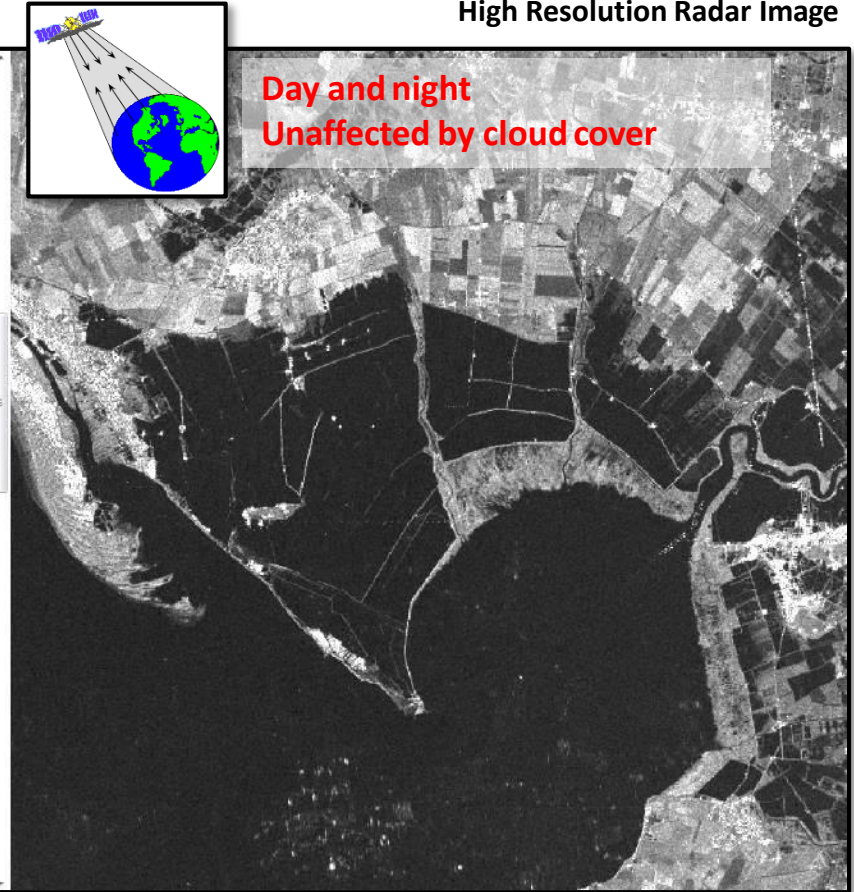 High Resolution Radar Image
Day and night
Unaffected by cloud cover